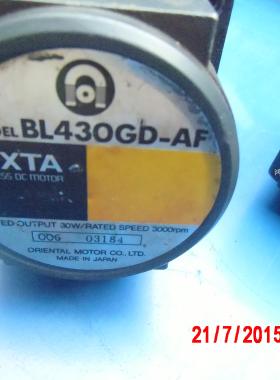 DEL BL430GD-AF
XTA
SS DC MOTOR
ED OUTPUT 30W/RATED SPEED 3000rpm
006 03184
ORIENTAL MOTOR CO., LTD.
MADE IN JAPAN
21/7/2015